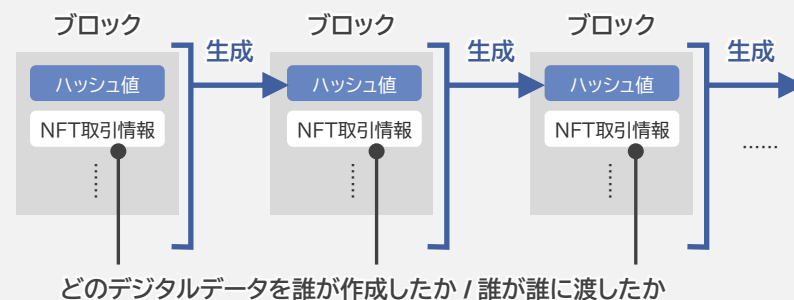 ブロック
ブロック
ブロック
生成
生成
生成
ハッシュ値
ハッシュ値
ハッシュ値
NFT取引情報
NFT取引情報
NFT取引情報
……
……
……
……
どのデジタルデータを誰が作成したか / 誰が誰に渡したか